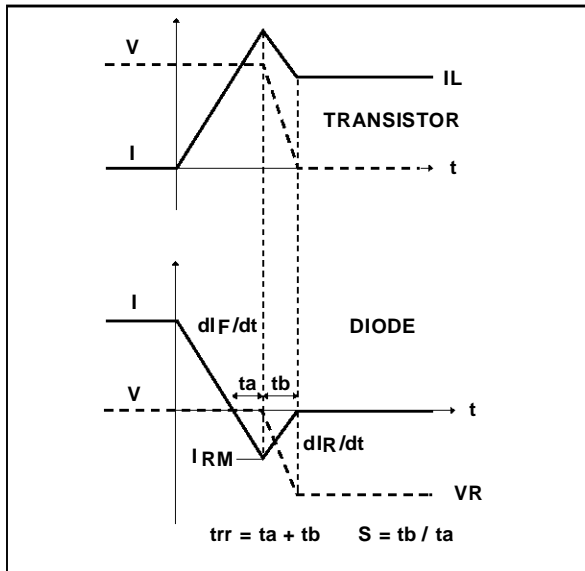 V
IL
TRANSISTOR
I
t
I
dIF/dt
DIODE
ta
tb
V
t
dIR/dt
IRM
VR
trr = ta + tb
S = tb / ta